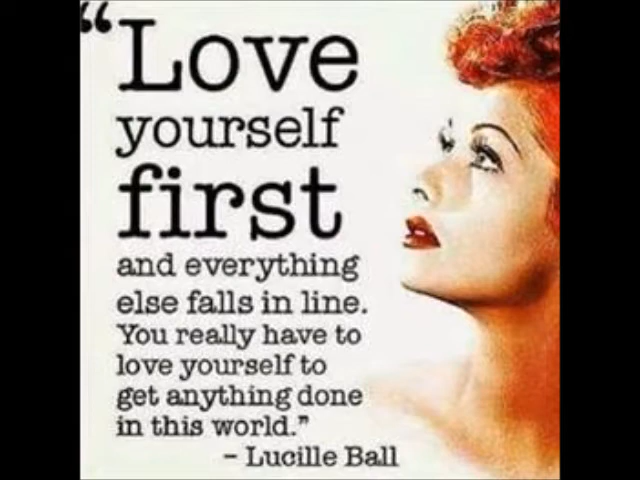 “Love
yourself
first
and everything
else falls in line.
You really have to
love yourself to
get anything done
in this world.”
– Lucille Ball